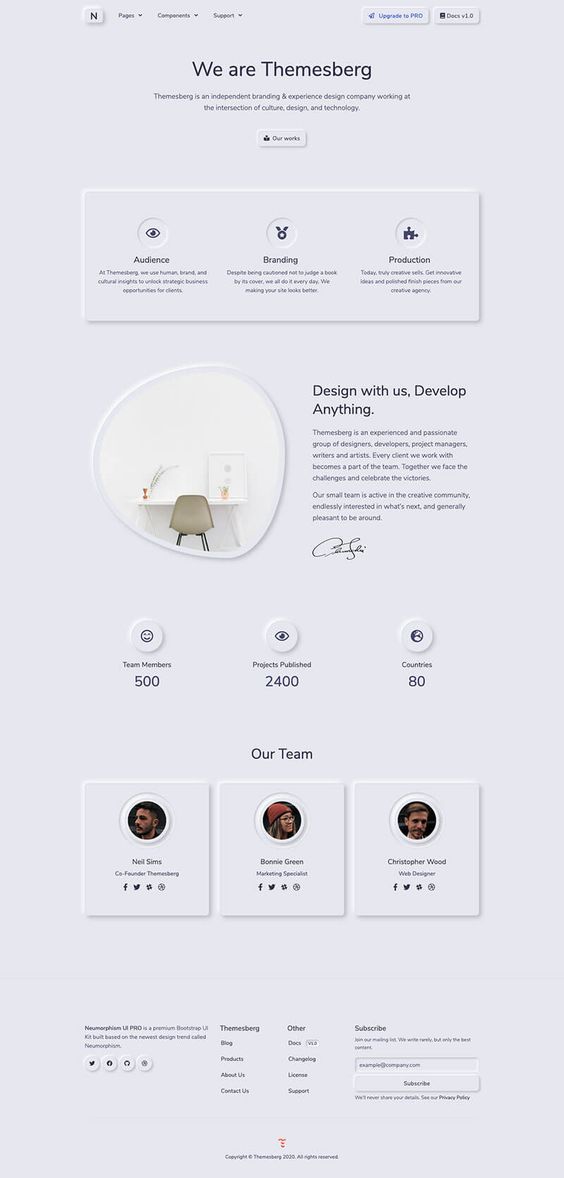 N Pages Components Support Upgrade to PRO Docs v1.0
We are Themesberg
Themesberg is an independent branding & experience design company working at
the intersection of culture, design, and technology.
Our works
Audience
At Themesberg, we use human, brand, and
cultural insights to unlock strategic business
opportunities for clients.
Branding
Despite being cautioned not to judge a book
by its cover, we all do it every day. We
making your site looks better.
Production
Today, truly creative sells. Get innovative
ideas and polished finish pieces from our
creative agency.
Design with us, Develop
Anything.
Themesberg is an experienced and passionate
group of designers, developers, project managers,
writers and artists. Every client we work with
becomes a part of the team. Together we face the
challenges and celebrate the victories.
Our small team is active in the creative community,
endlessly interested in what's next, and generally
pleasant to be around.
Team Members
500
Projects Published
2400
Countries
80
Our Team
Neil Sims
Co-Founder Themesberg
Bonnie Green
Marketing Specialist
Christopher Wood
Web Designer
Neumorphism UI PRO is a premium Bootstrap UI
Kit built based on the newest design trend called
Neumorphism.
Themesberg
Blog
Products
About Us
Contact Us
Other
Docs V1.0
Changelog
License
Support
Subscribe
Join our mailing list. We write rarely, but only the best
content.
example@company.com
Subscribe
We'll never share your details. See our Privacy Policy
Copyright © Themesberg 2020. All rights reserved.